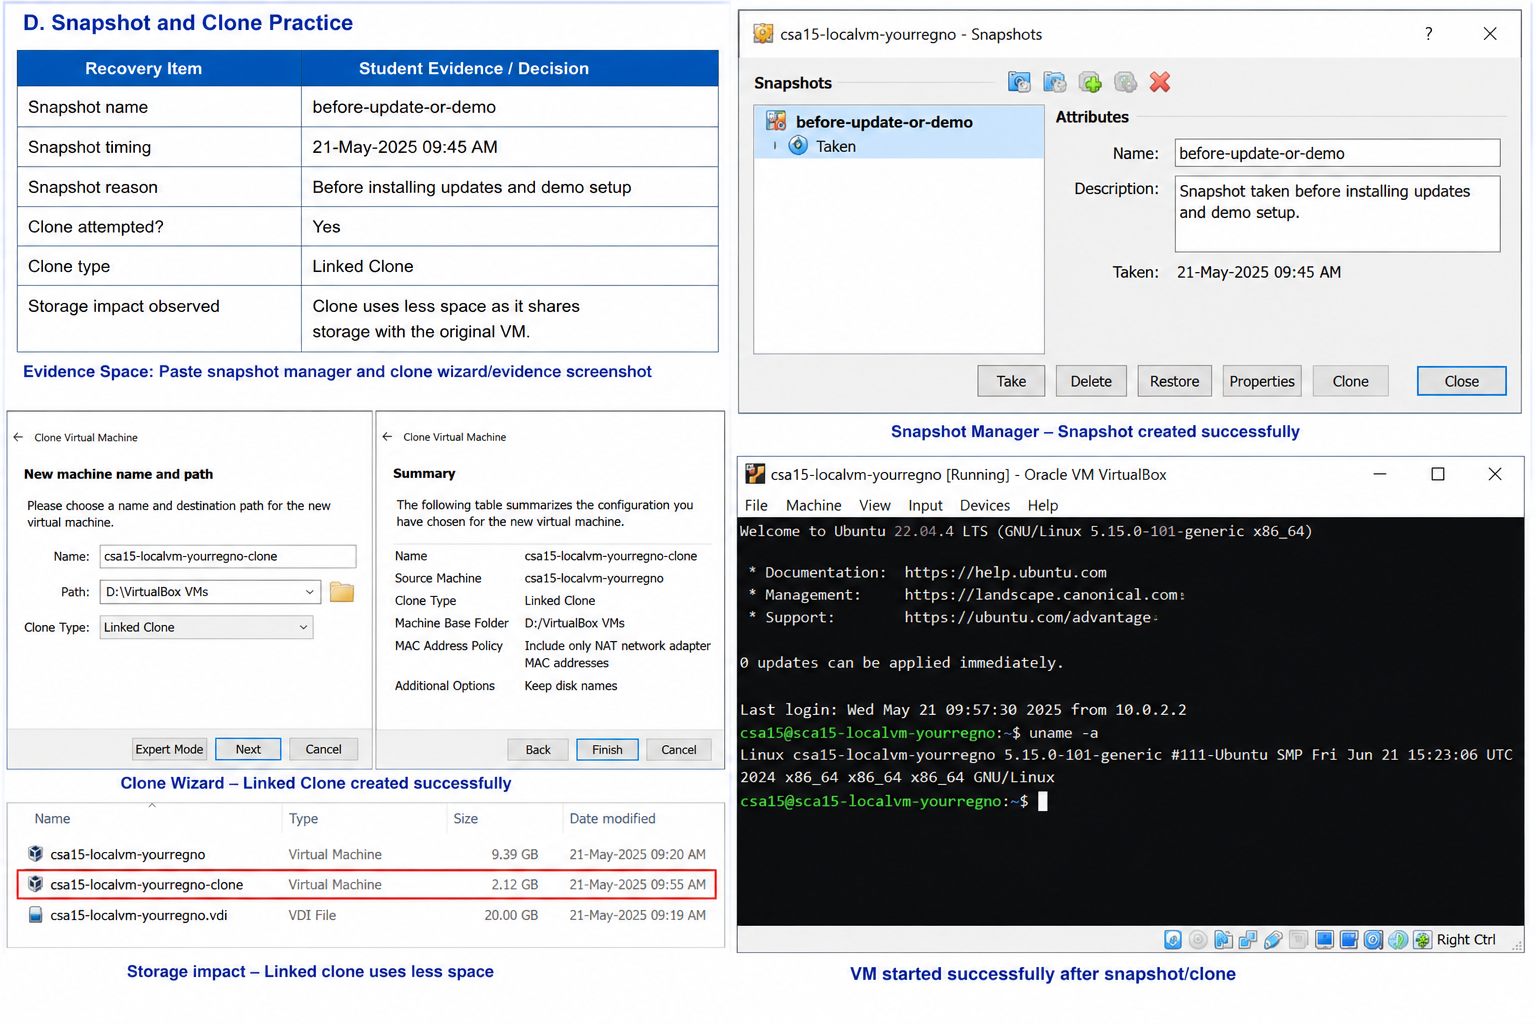 D. Snapshot and Clone Practice
Recovery Item Student Evidence / Decision
Snapshot name before-update-or-demo
Snapshot timing 21-May-2025 09:45 AM
Snapshot reason Before installing updates and demo setup
Clone attempted? Yes
Clone type Linked Clone
Storage impact observed Clone uses less space as it shares
storage with the original VM.
Evidence Space: Paste snapshot manager and clone wizard/evidence screenshot
Clone Virtual Machine
New machine name and path
Please choose a name and destination path for the new
virtual machine.
Name: csa15-localvm-yourregno-clone
Path: D:\VirtualBox VMs
Clone Type: Linked Clone
Expert Mode Next Cancel
Clone Virtual Machine
Summary
The following table summarizes the configuration you
have chosen for the new virtual machine.
Name csa15-localvm-yourregno-clone
Source Machine csa15-localvm-yourregno
Clone Type Linked Clone
Machine Base Folder D:/VirtualBox VMs
MAC Address Policy Include only NAT network adapter
MAC addresses
Additional Options Keep disk names
Back Finish Cancel
Clone Wizard – Linked Clone created successfully
Name Type Size Date modified
csa15-localvm-yourregno Virtual Machine 9.39 GB 21-May-2025 09:20 AM
csa15-localvm-yourregno-clone Virtual Machine 2.12 GB 21-May-2025 09:55 AM
csa15-localvm-yourregno.vdi VDI File 20.00 GB 21-May-2025 09:19 AM
Storage impact – Linked clone uses less space
csa15-localvm-yourregno - Snapshots ?
Snapshots
before-update-or-demo
Taken
Attributes
Name: before-update-or-demo
Description: Snapshot taken before installing updates
and demo setup.
Taken: 21-May-2025 09:45 AM
Take Delete Restore Properties Clone Close
Snapshot Manager – Snapshot created successfully
csa15-localvm-yourregno [Running] - Oracle VM VirtualBox
File Machine View Input Devices Help
Welcome to Ubuntu 22.04.4 LTS (GNU/Linux 5.15.0-101-generic x86_64)
* Documentation: https://help.ubuntu.com
* Management: https://landscape.canonical.com
* Support: https://ubuntu.com/advantage
0 updates can be applied immediately.
Last login: Wed May 21 09:57:30 2025 from 10.0.2.2
csa15@sca15-localvm-yourregno:~$ uname -a
Linux csa15-localvm-yourregno 5.15.0-101-generic #111-Ubuntu SMP Fri Jun 21 15:23:06 UTC
2024 x86_64 x86_64 x86_64 GNU/Linux
csa15@sca15-localvm-yourregno:~$
Right Ctrl
VM started successfully after snapshot/clone